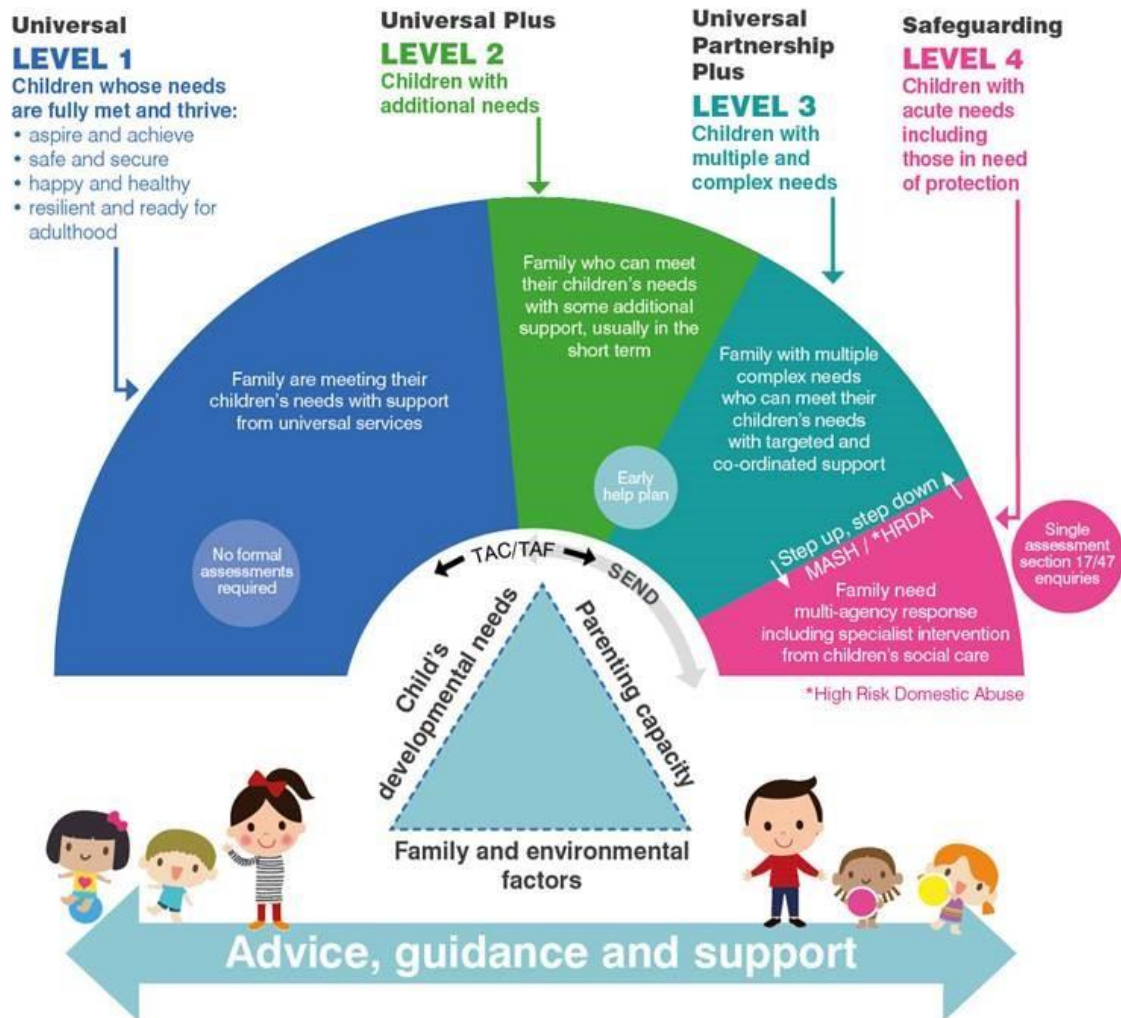 Universal
LEVEL 1
Children whose needs
are fully met and thrive:
• aspire and achieve
• safe and secure
• happy and healthy
• resilient and ready for
adulthood
Universal Plus
LEVEL 2
Children with
additional needs
Universal
Partnership
Plus
LEVEL 3
Children with
multiple and
complex needs
Safeguarding
LEVEL 4
Children with
acute needs
including
those in need
of protection
Family are meeting their
children's needs with support
from universal services
No formal
assessments
required
Family who can meet
their children's needs
with some additional
support, usually in the
short term
Early
help plan
Family with multiple
complex needs
who can meet their
children's needs
with targeted and
co-ordinated support
Step up, step down
MASH / *HRDA
Family need
multi-agency response
including specialist intervention
from children's social care
Single
assessment
section 17/47
enquiries
*High Risk Domestic Abuse
TAC/TAF
SEND
Child's
developmental needs
Parenting capacity
Family and environmental
factors
Advice, guidance and support